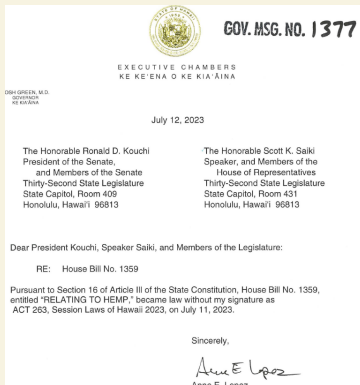 GOV. MSG. NO. 1377
EXECUTIVE CHAMBERS
KE KEʻENA O KE KIAʻĀINA
OSH GREEN, M.D.
GOVERNOR
KE KIAʻĀINA
July 12, 2023
The Honorable Ronald D. Kouchi
President of the Senate,
and Members of the Senate
Thirty-Second State Legislature
State Capitol, Room 409
Honolulu, Hawai'i 96813
The Honorable Scott K. Saiki
Speaker, and Members of the
House of Representatives
Thirty-Second State Legislature
State Capitol, Room 431
Honolulu, Hawai'i 96813
Dear President Kouchi, Speaker Saiki, and Members of the Legislature:
RE: House Bill No. 1359
Pursuant to Section 16 of Article III of the State Constitution, House Bill No. 1359,
entitled “RELATING TO HEMP,” became law without my signature as
ACT 263, Session Laws of Hawaii 2023, on July 11, 2023.
Sincerely,
Anne E Lopez
Anne E. Lopez